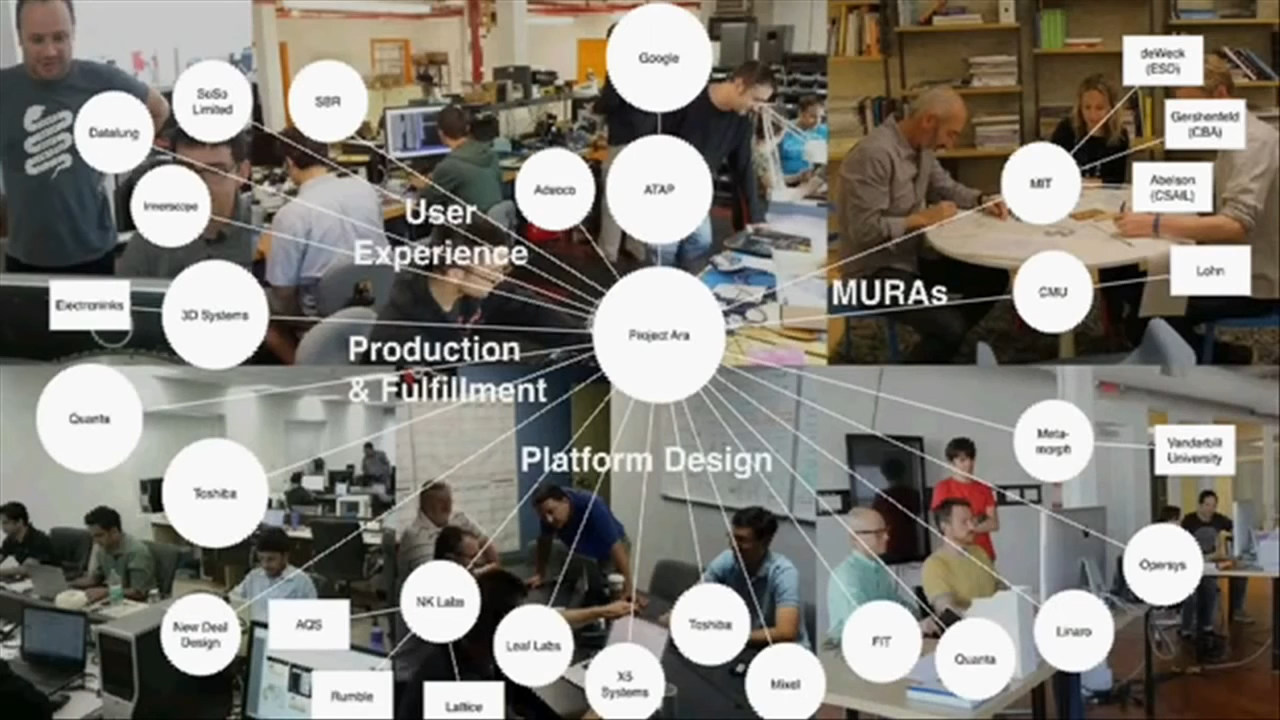 Google
deWeck
(ESD)
SoSo
Limited
SBR
Datalung
Gershenfeld
(CBA)
Adecco
ATAP
MIT
Abelson
(CSAIL)
Innerscope
User
Experience
Lohn
MURAs
CMU
Electroninks
3D Systems
Project Ara
Production
& Fulfillment
Quanta
Meta-
morph
Vanderbilt
University
Platform Design
Toshiba
Opersys
NK Labs
AQS
New Deal
Design
Leaf Labs
Toshiba
FIT
Linaro
Quanta
X5
Systems
Mixel
Rumble
Lattice